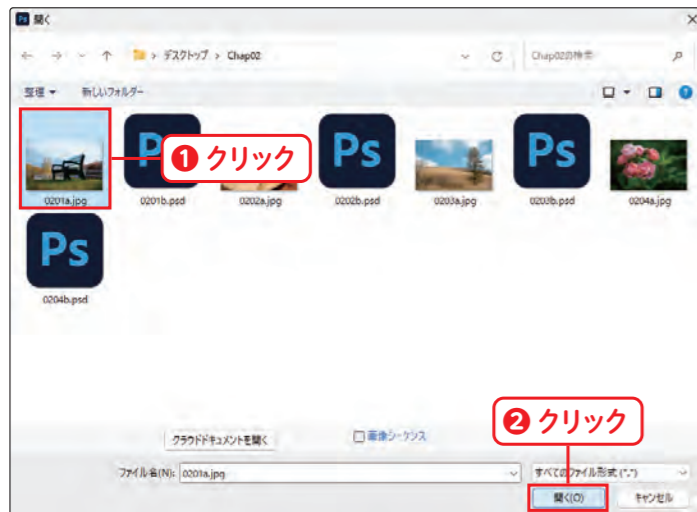 Ps 開く
デスクトップ > Chap02
Chap02の検索
整理 新しいフォルダー
Ps
Ps
Ps
❶ クリック
0201a.jpg 0201b.psd 0202a.jpg 0202b.psd 0203a.jpg 0203b.psd 0204a.jpg
Ps
0204b.psd
❷ クリック
クラウドドキュメントを開く 画像シーケンス
ファイル名(N): 0201a.jpg すべてのファイル形式 (*.*)
開く(O) キャンセル